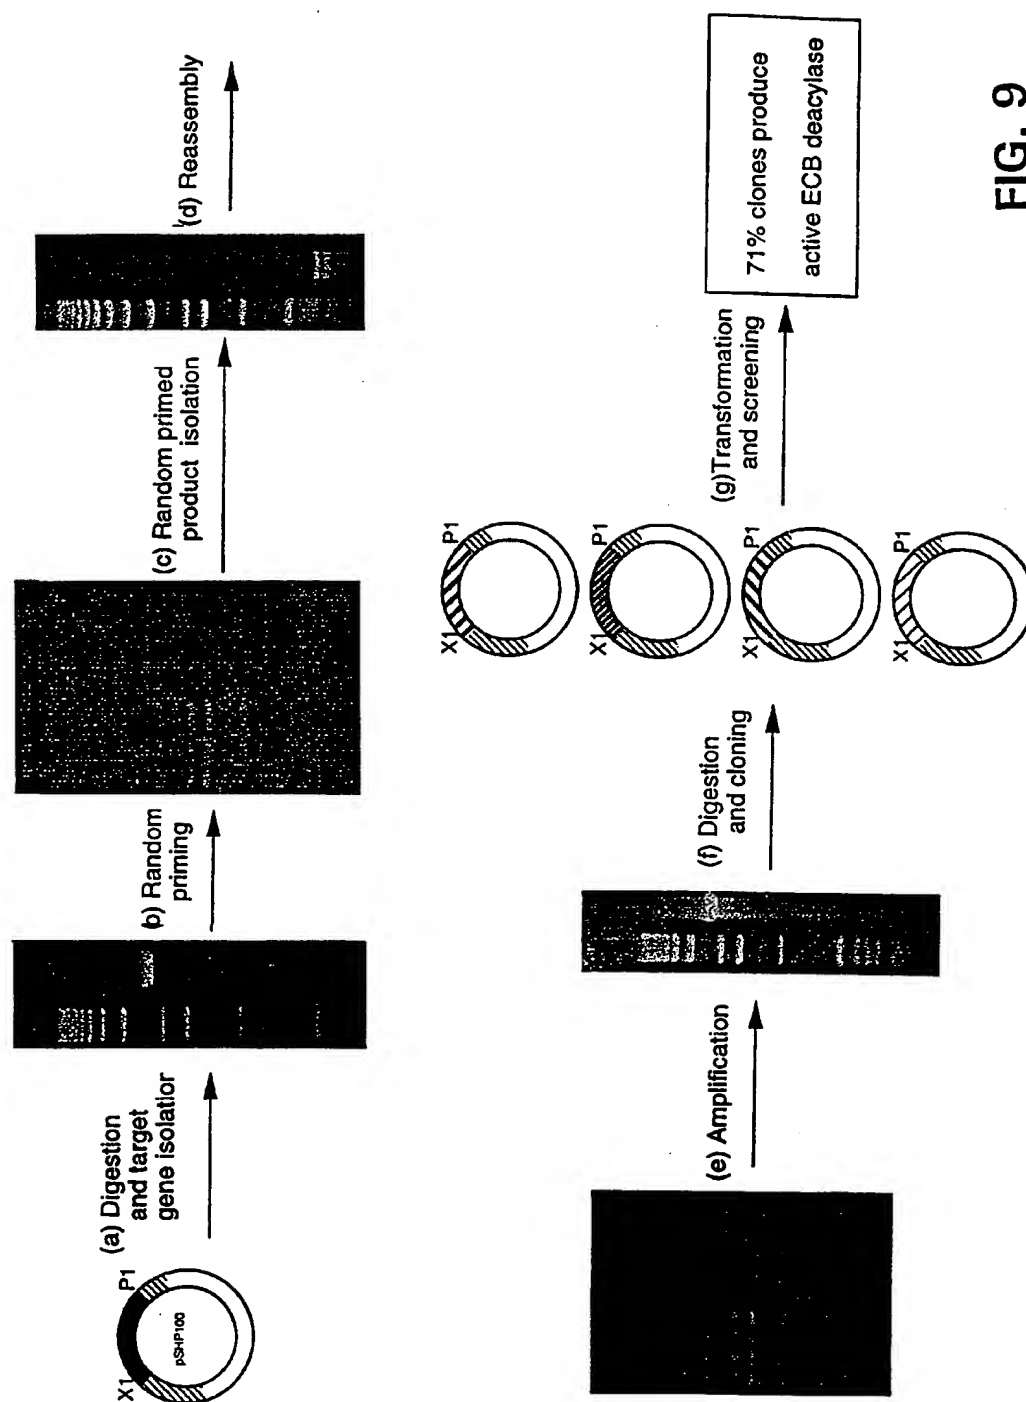 (a) Digestion
and target
gene isolatior
X1
P1
pSHP100
(b) Random
priming
(c) Random primed
product isolation
(d) Reassembly
(e) Amplification
(f) Digestion
and cloning
X1
P1
X1
P1
X1
P1
X1
P1
(g)Transformation
and screening
71% clones produce
active ECB deacylase
FIG. 9